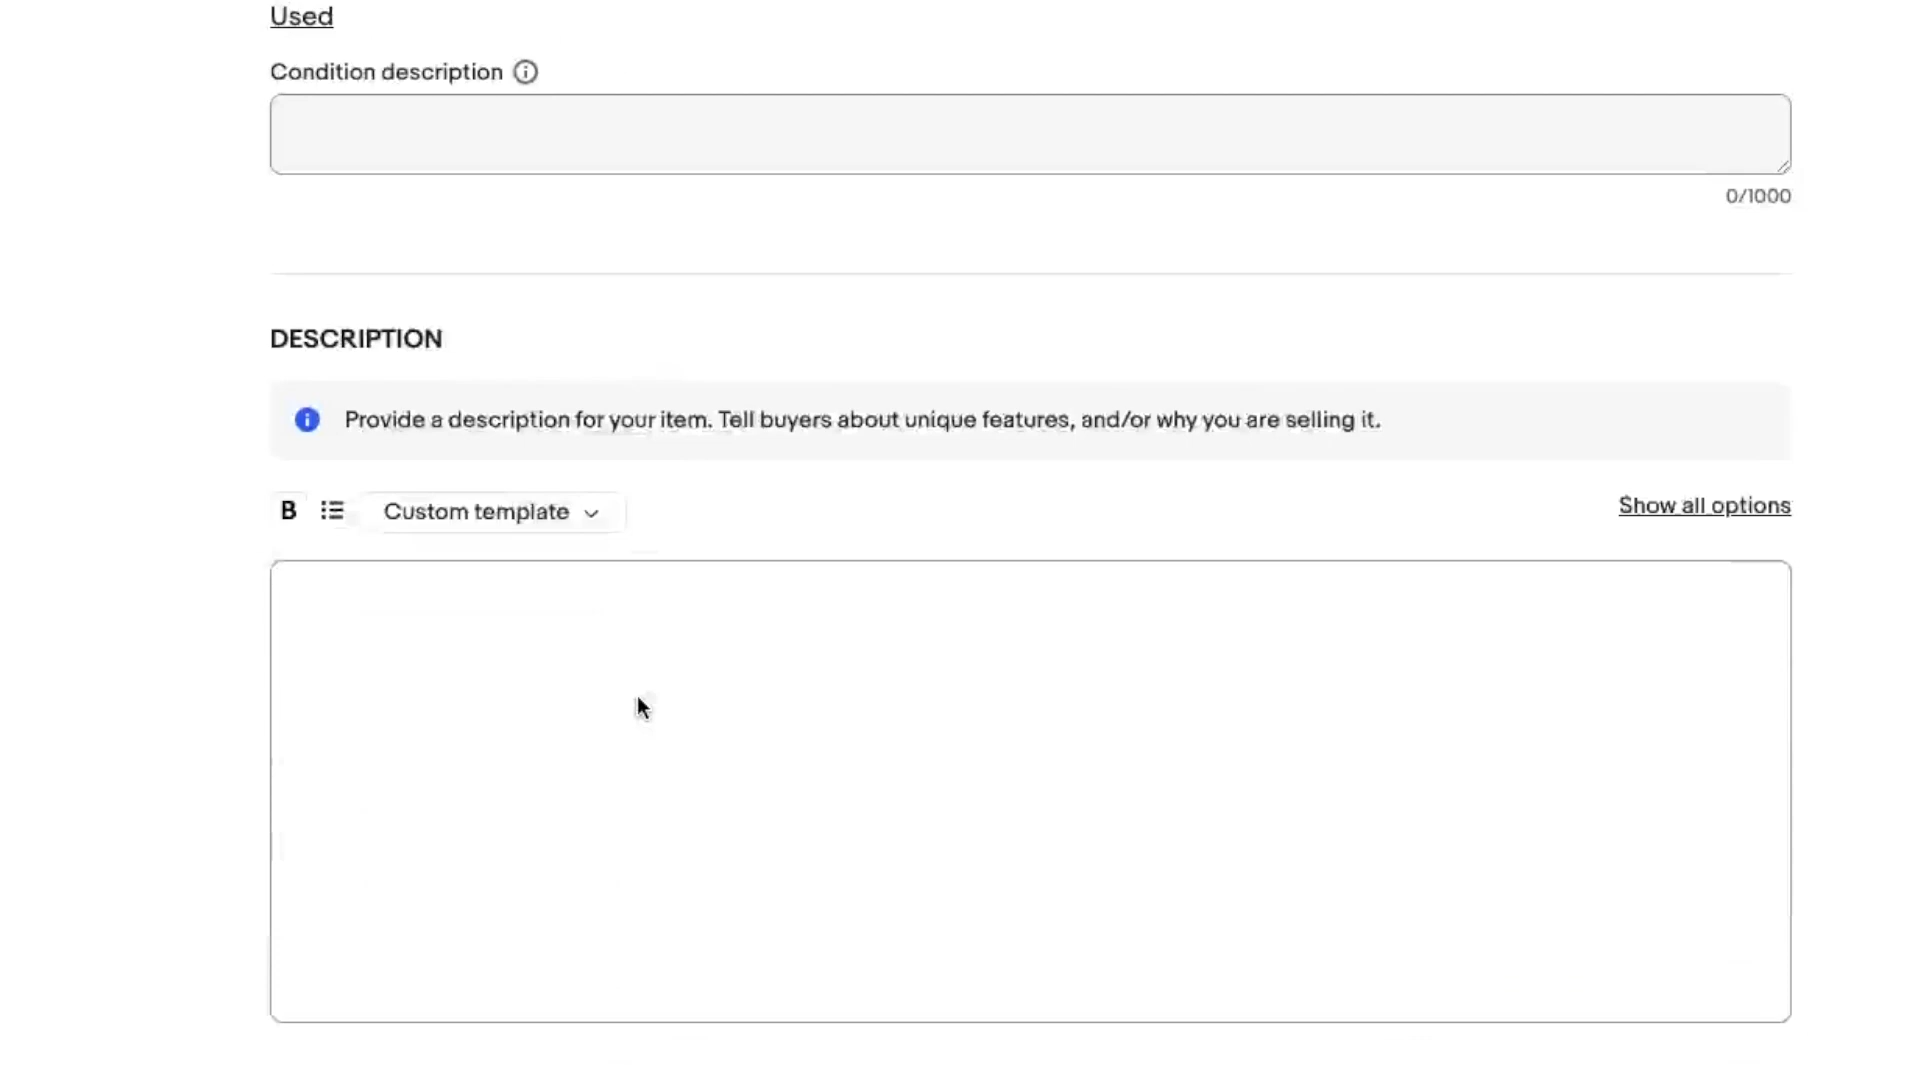 Used
Condition description
0/1000
DESCRIPTION
Provide a description for your item. Tell buyers about unique features, and/or why you are selling it.
B Custom template Show all options